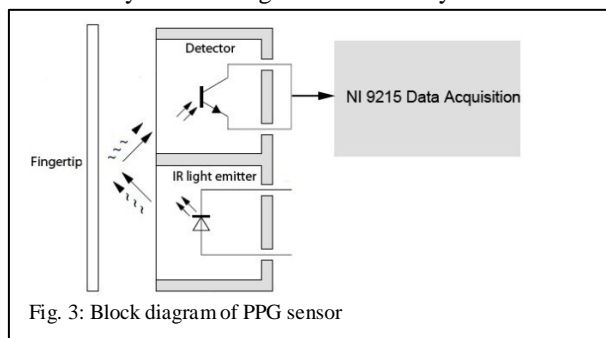 Detector
NI 9215 Data Acquisition
Fingertip
IR light emitter
Fig. 3: Block diagram of PPG sensor